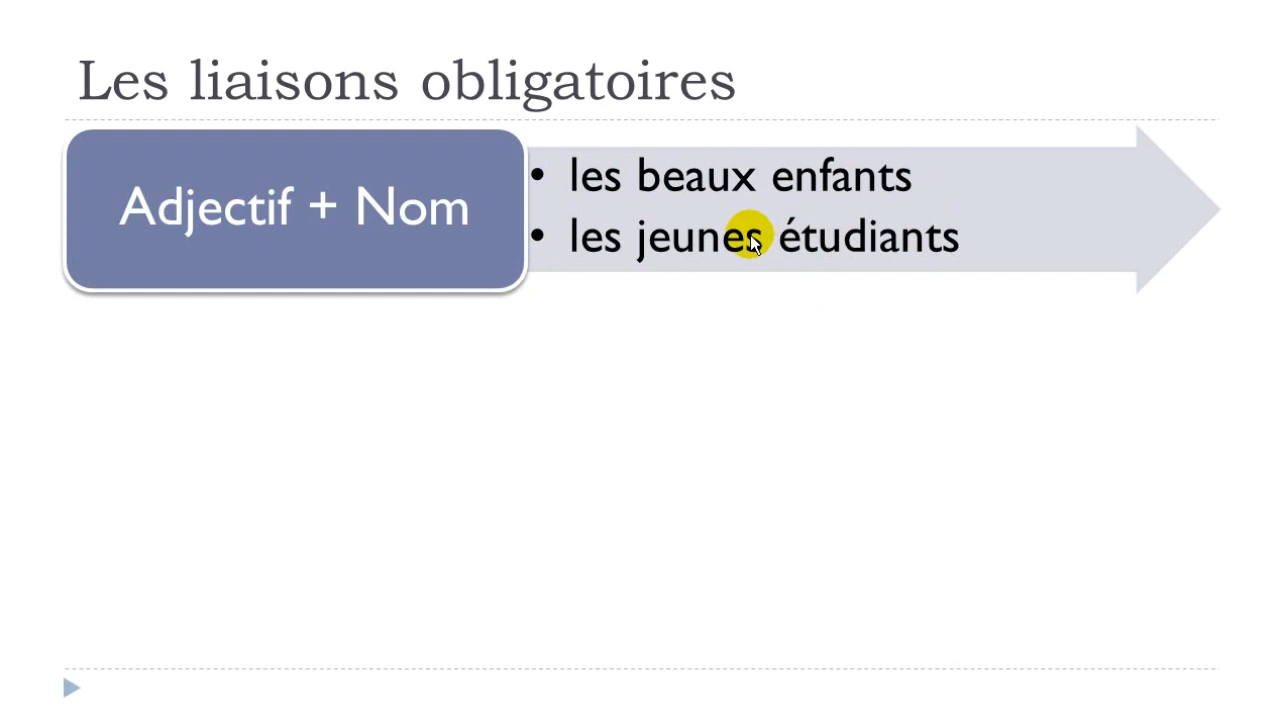 Les liaisons obligatoires
Adjectif + Nom
• les beaux enfants
• les jeunes étudiants